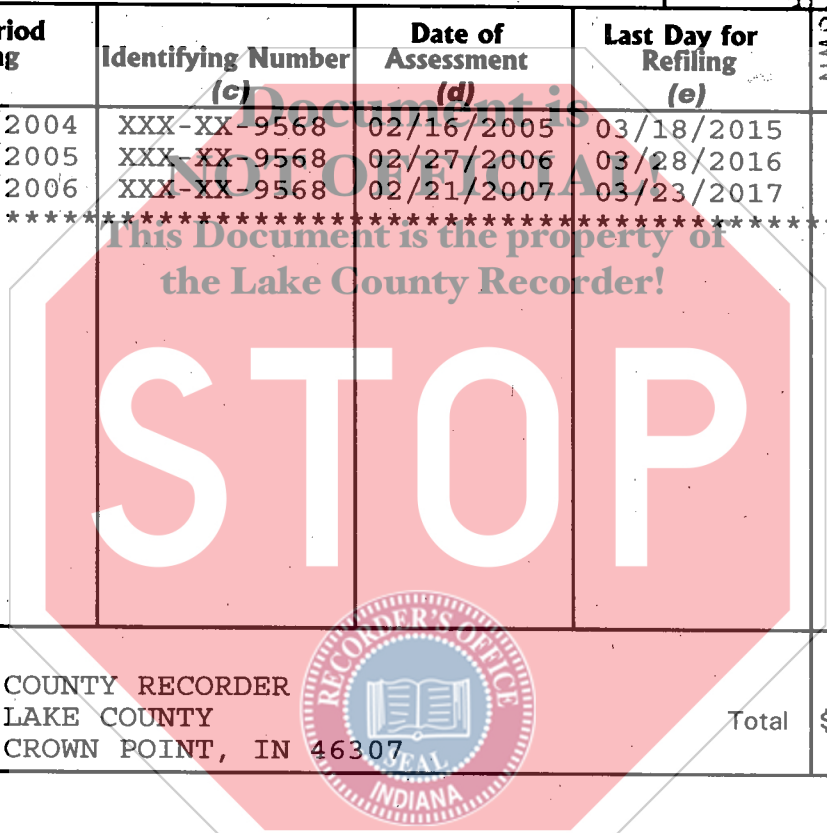 riod
g
Identifying Number
(c)
Date of
Assessment
(d)
Last Day for
Refiling
(e)
Document is
NOT OFFICIAL!
This Document is the property of
the Lake County Recorder!
2004 XXX-XX-9568 02/16/2005 03/18/2015
2005 XXX-XX-9568 02/27/2006 03/28/2016
2006 XXX-XX-9568 02/21/2007 03/23/2017
*****************************************
STOP
COUNTY RECORDER
LAKE COUNTY
CROWN POINT, IN 46307
Total $
RECORDER'S OFFICE
SEAL
INDIANA